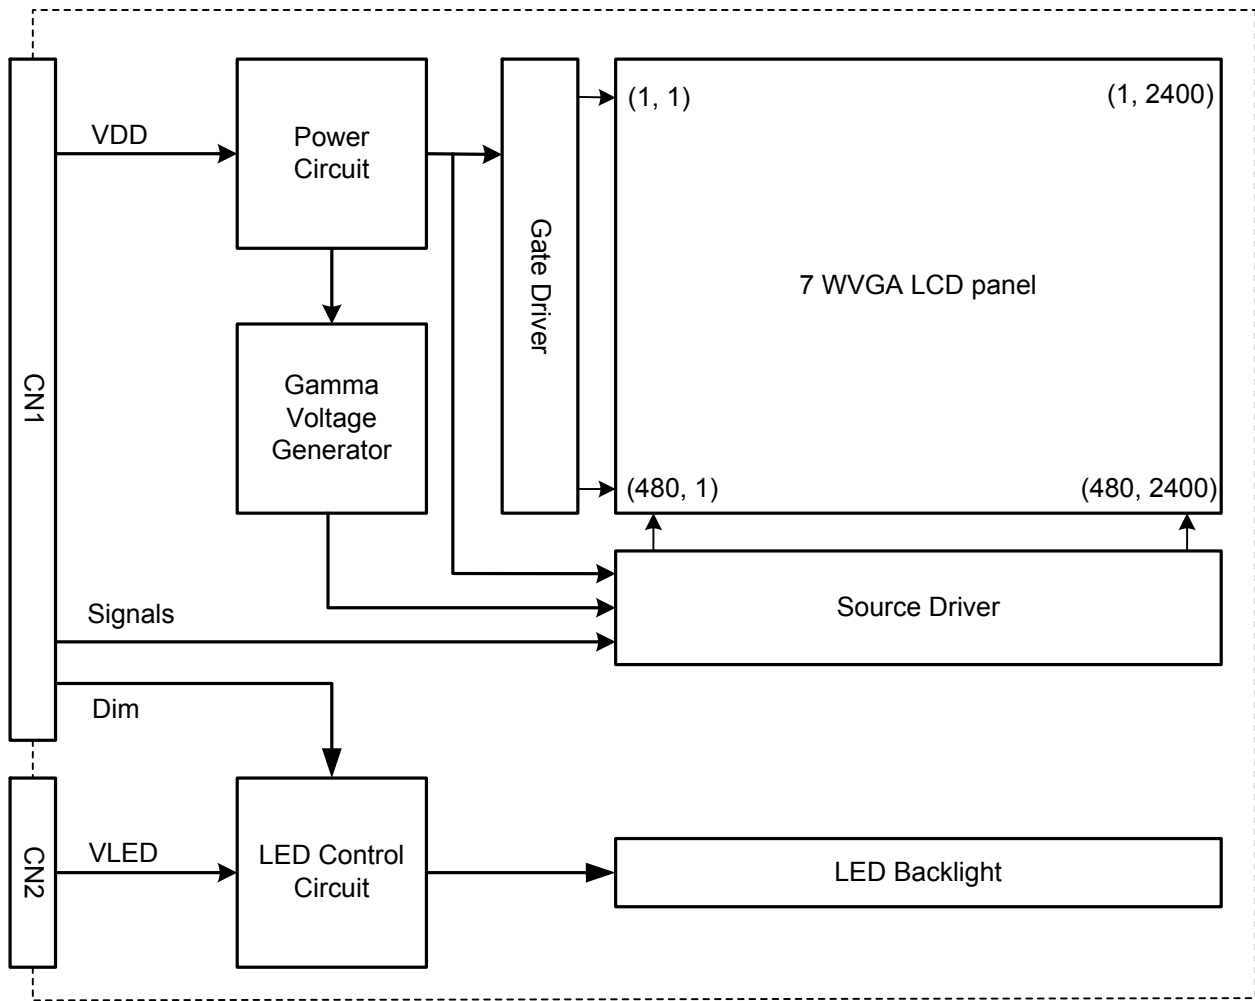 CN1
VDD
Power
Circuit
Gate Driver
(1, 1)
(1, 2400)
7 WVGA LCD panel
Gamma
Voltage
Generator
(480, 1)
(480, 2400)
Signals
Source Driver
Dim
CN2
VLED
LED Control
Circuit
LED Backlight